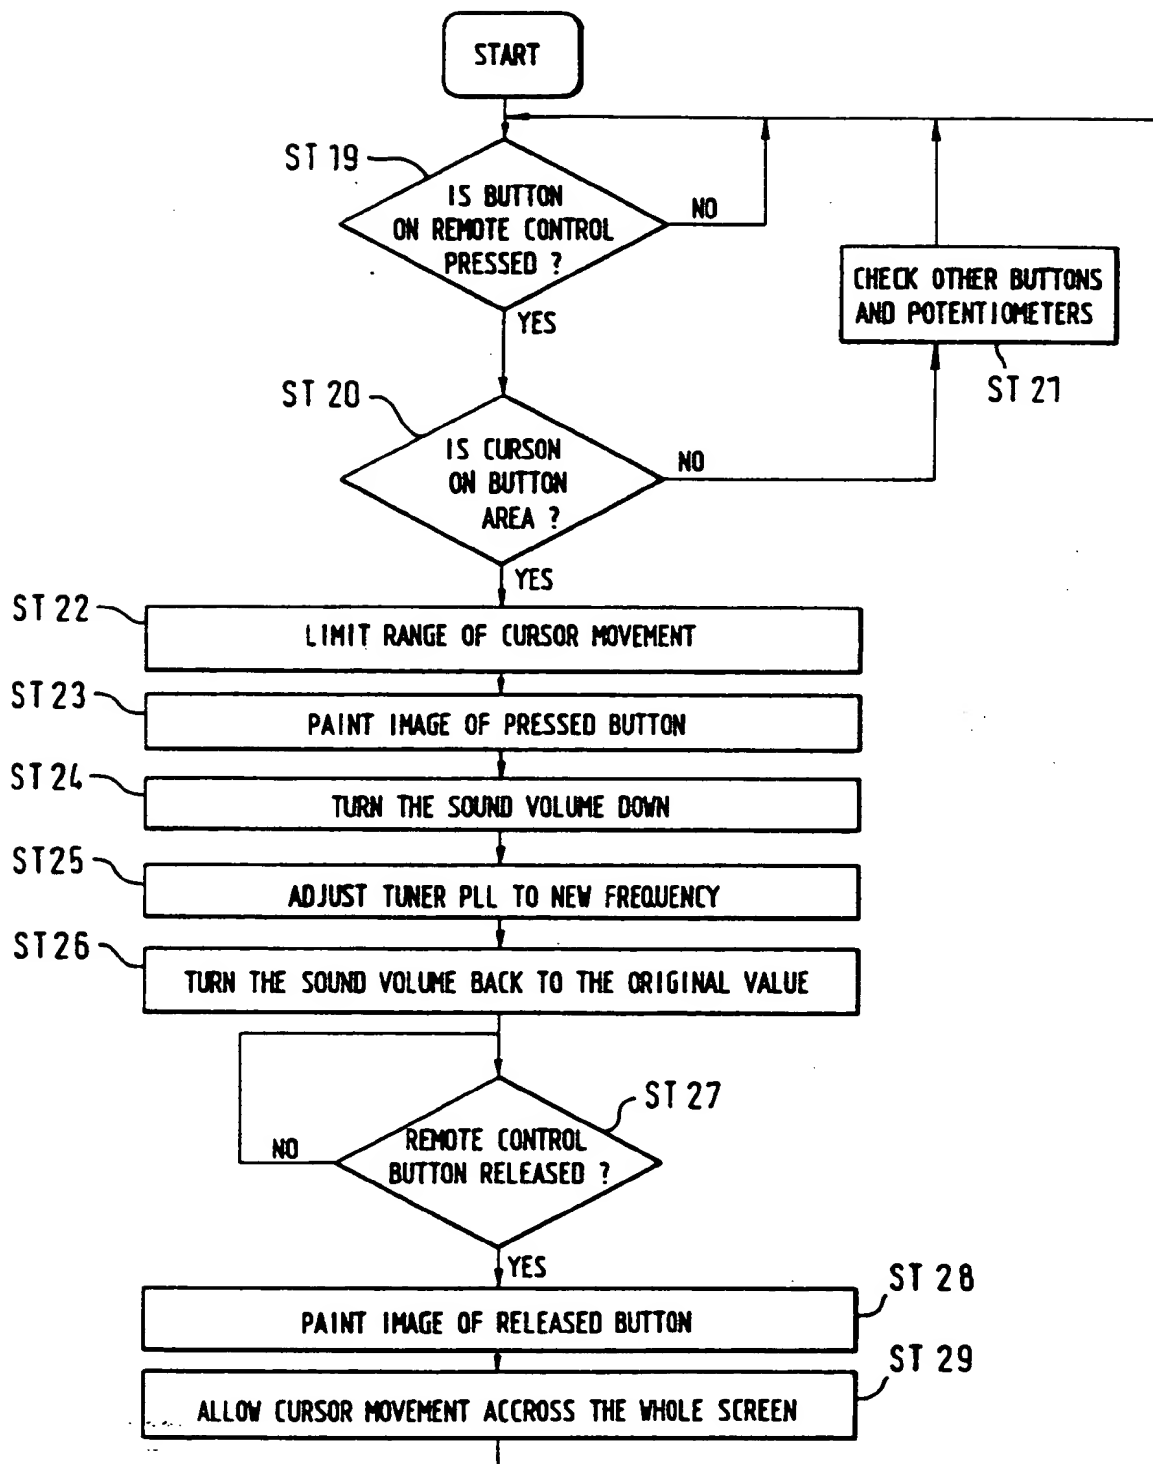 START
ST 19
IS BUTTON
ON REMOTE CONTROL
PRESSED ?
NO
YES
CHECK OTHER BUTTONS
AND POTENTIOMETERS
ST 21
ST 20
IS CURSON
ON BUTTON
AREA ?
NO
YES
ST 22
LIMIT RANGE OF CURSOR MOVEMENT
ST 23
PAINT IMAGE OF PRESSED BUTTON
ST 24
TURN THE SOUND VOLUME DOWN
ST 25
ADJUST TUNER PLL TO NEW FREQUENCY
ST 26
TURN THE SOUND VOLUME BACK TO THE ORIGINAL VALUE
ST 27
REMOTE CONTROL
BUTTON RELEASED ?
NO
YES
ST 28
PAINT IMAGE OF RELEASED BUTTON
ST 29
ALLOW CURSOR MOVEMENT ACCROSS THE WHOLE SCREEN